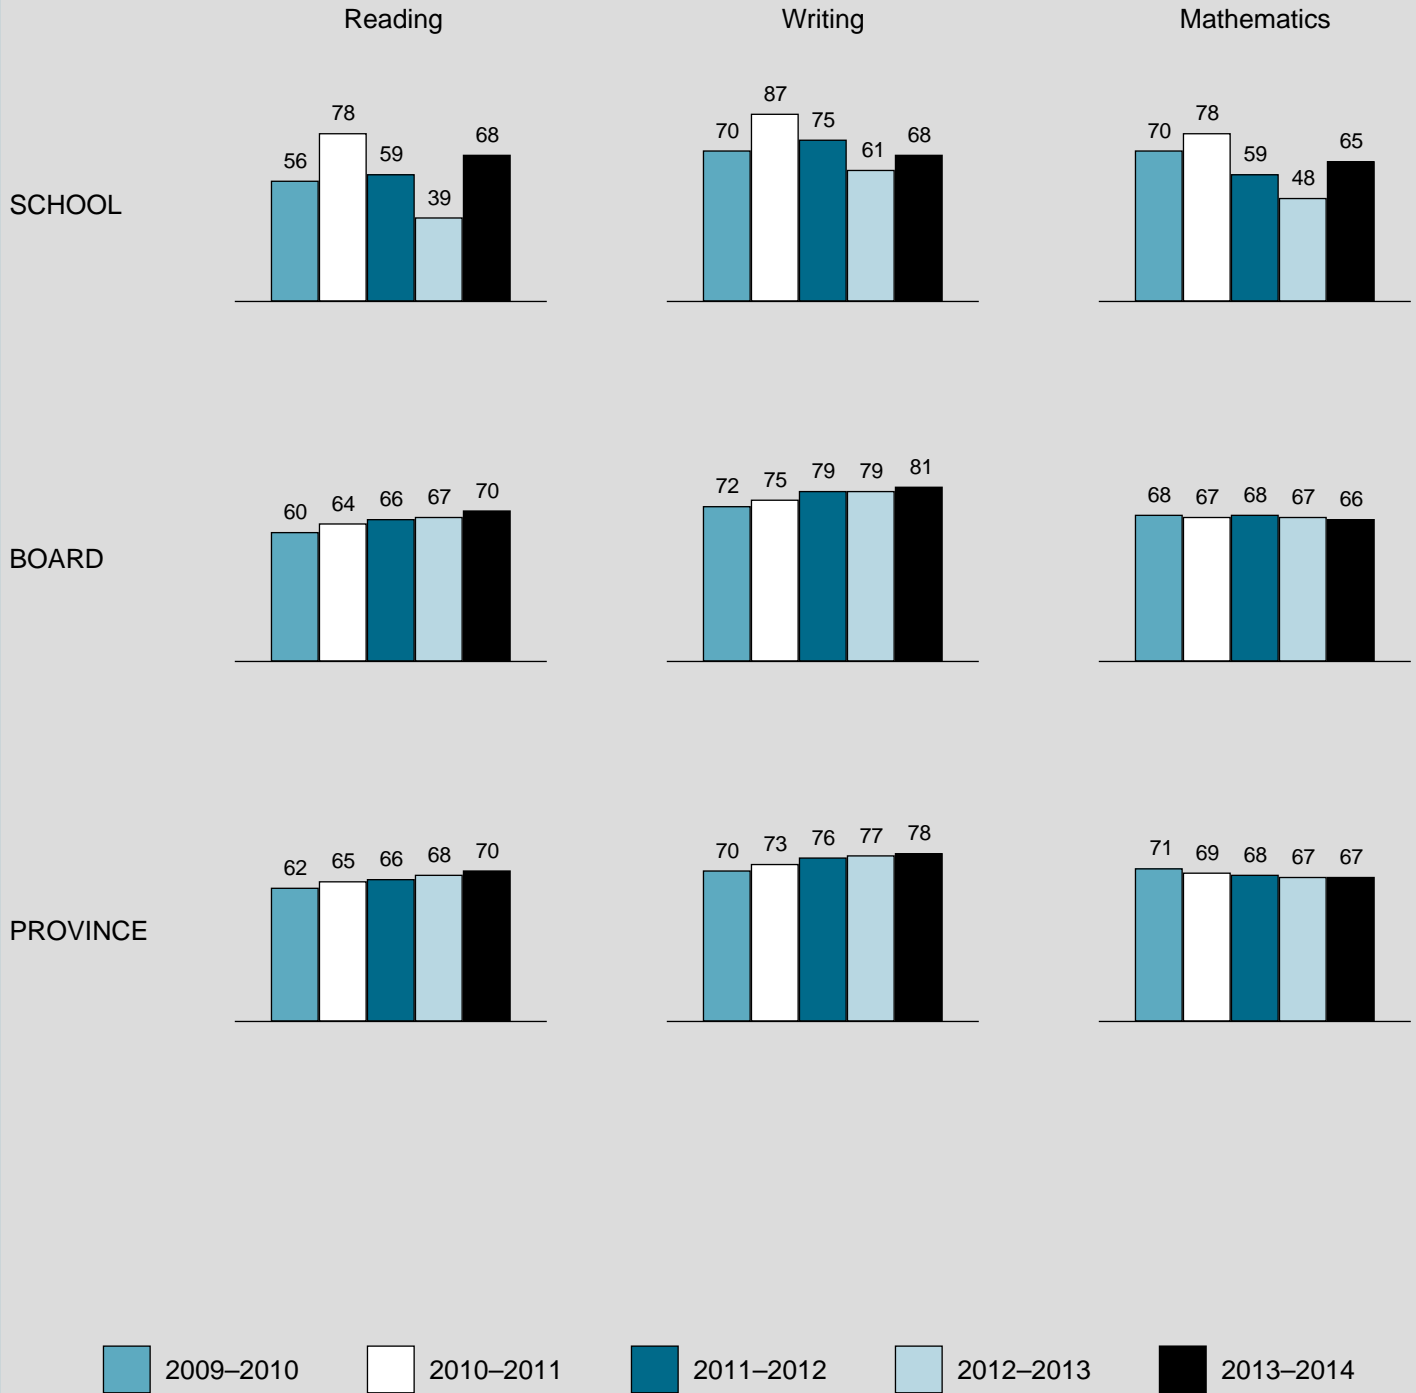 Reading Writing Mathematics
SCHOOL
56 78 59 39 68
70 87 75 61 68
70 78 59 48 65
BOARD
60 64 66 67 70
72 75 79 79 81
68 67 68 67 66
PROVINCE
62 65 66 68 70
70 73 76 77 78
71 69 68 67 67
2009–2010 2010–2011 2011–2012 2012–2013 2013–2014